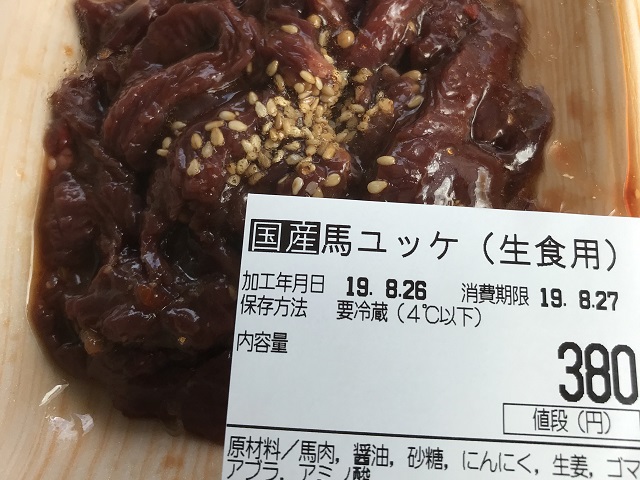 国産馬ユッケ（生食用）
加工年月日 19. 8.26 消費期限 19. 8.27
保存方法 要冷蔵（4℃以下）
内容量
380
値段（円）
原材料／馬肉，醤油，砂糖，にんにく，生姜，ゴマ
アブラ，アミノ酸